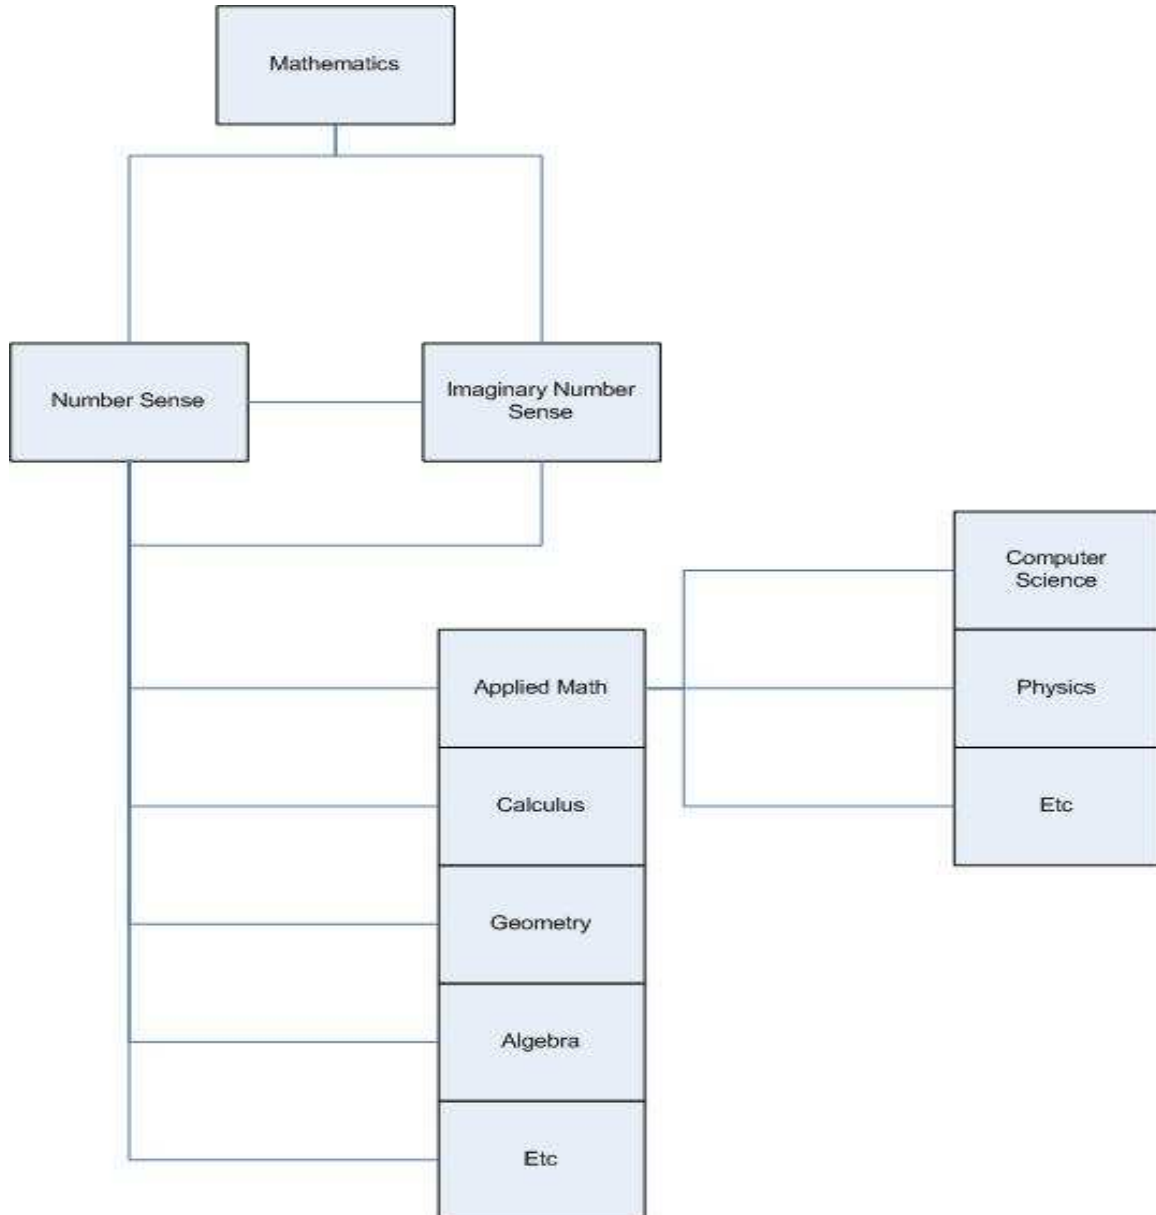 Mathematics
Number Sense
Imaginary Number
Sense
Computer
Science
Applied Math
Physics
Calculus
Etc
Geometry
Algebra
Etc